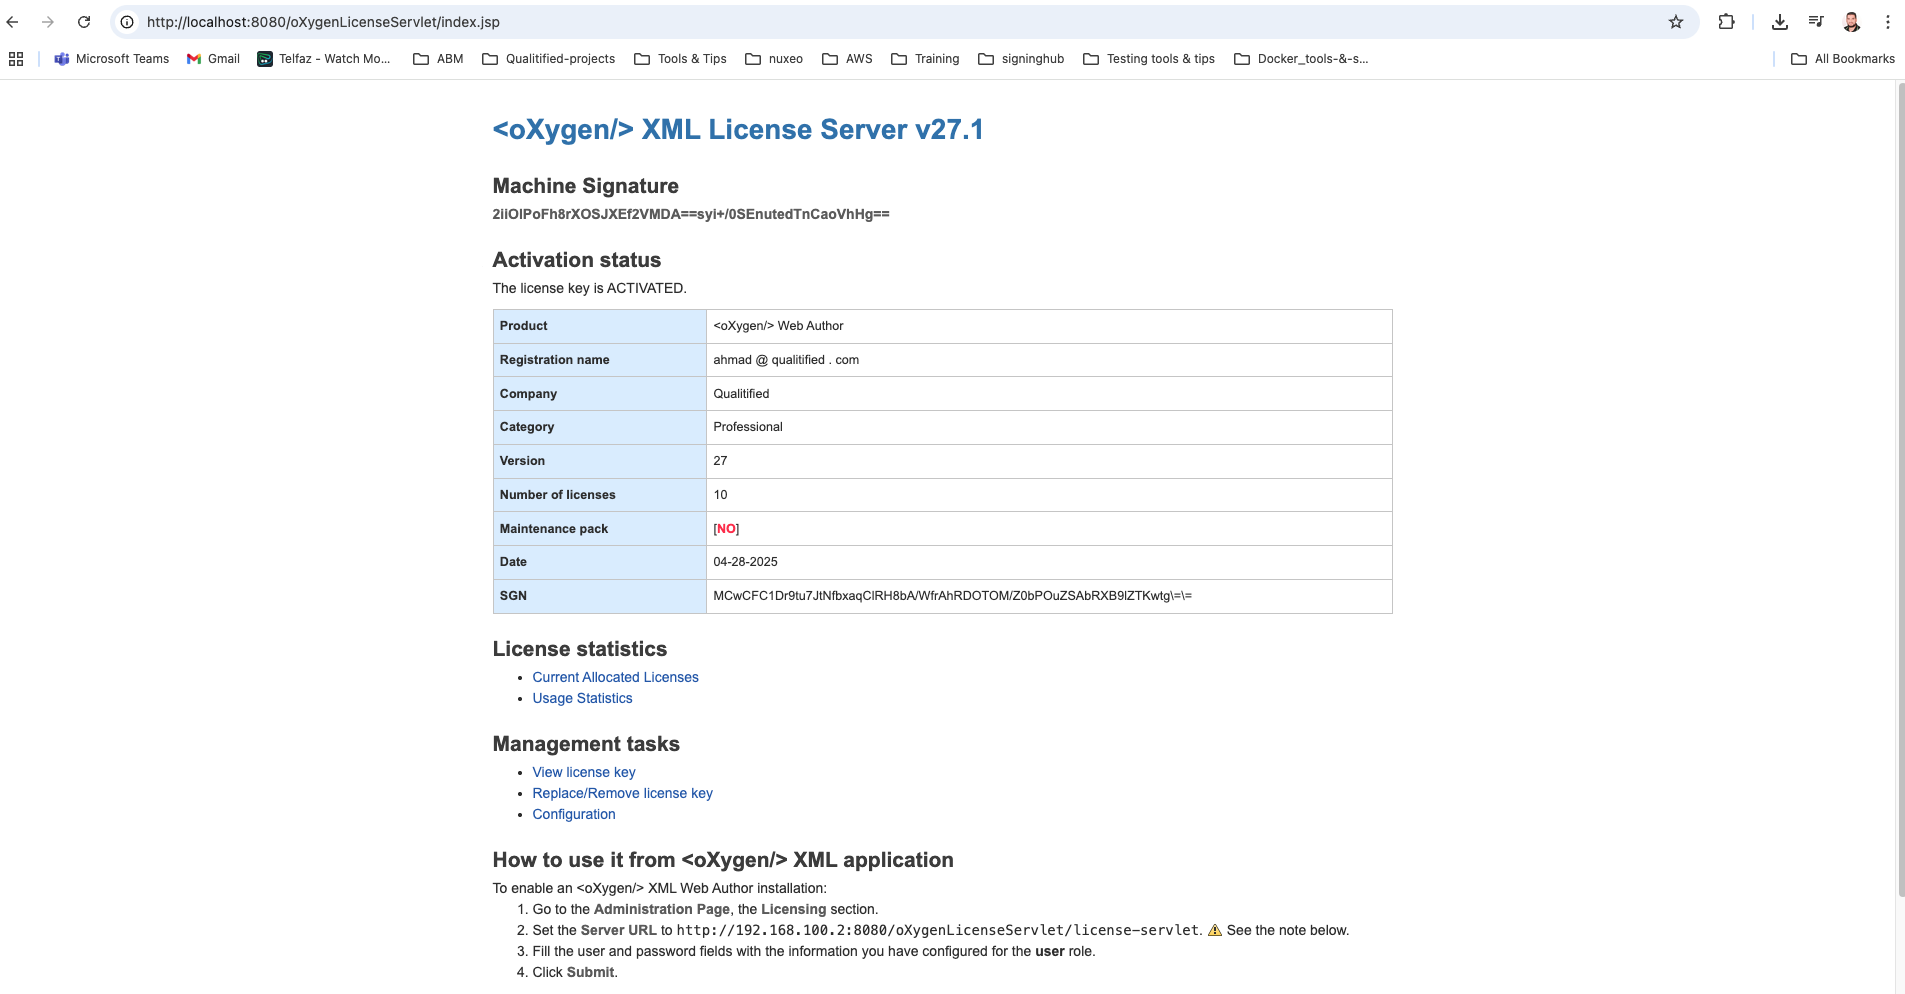 http://localhost:8080/oXygenLicenseServlet/index.jsp
Microsoft Teams Gmail Telfaz - Watch Mo... ABM Qualitified-projects Tools & Tips nuxeo AWS Training signinghub Testing tools & tips Docker_tools-&-s... All Bookmarks
<oXygen/> XML License Server v27.1
Machine Signature
2iiOlPoFh8rXOSJXEf2VMDA==syi+/0SEnutedTnCaoVhHg==
Activation status
The license key is ACTIVATED.
Product <oXygen/> Web Author
Registration name ahmad @ qualitified . com
Company Qualitified
Category Professional
Version 27
Number of licenses 10
Maintenance pack [NO]
Date 04-28-2025
SGN MCwCFC1Dr9tu7JtNfbxaqClRH8bA/WfrAhRDOTOM/Z0bPOuZSAbRXB9lZTKwtg\=\=
License statistics
• Current Allocated Licenses
• Usage Statistics
Management tasks
• View license key
• Replace/Remove license key
• Configuration
How to use it from <oXygen/> XML application
To enable an <oXygen/> XML Web Author installation:
1. Go to the Administration Page, the Licensing section.
2. Set the Server URL to http://192.168.100.2:8080/oXygenLicenseServlet/license-servlet. ⚠ See the note below.
3. Fill the user and password fields with the information you have configured for the user role.
4. Click Submit.